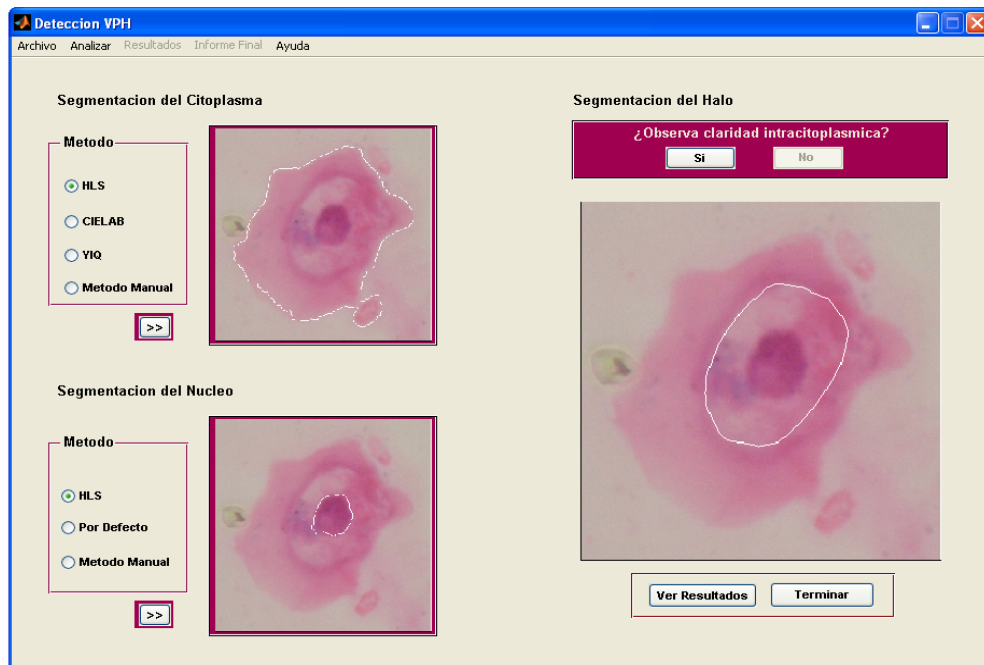 Deteccion VPH
Archivo Analizar Resultados Informe Final Ayuda
Segmentacion del Citoplasma
Metodo
HLS
CIELAB
YIQ
Metodo Manual
>>
Segmentacion del Nucleo
Metodo
HLS
Por Defecto
Metodo Manual
>>
Segmentacion del Halo
¿Observa claridad intracitoplasmica?
Si No
Ver Resultados Terminar